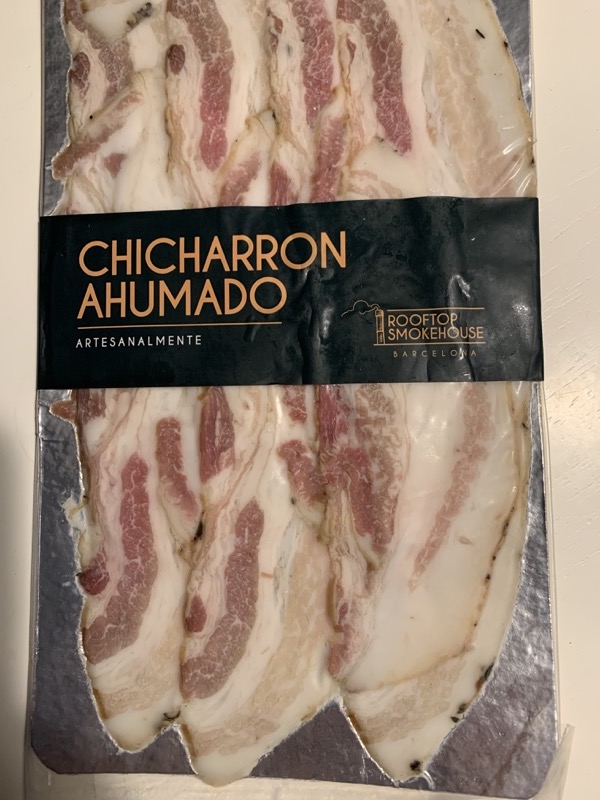 CHICHARRON
AHUMADO
ARTESANALMENTE
ROOFTOP
SMOKEHOUSE
BARCELONA